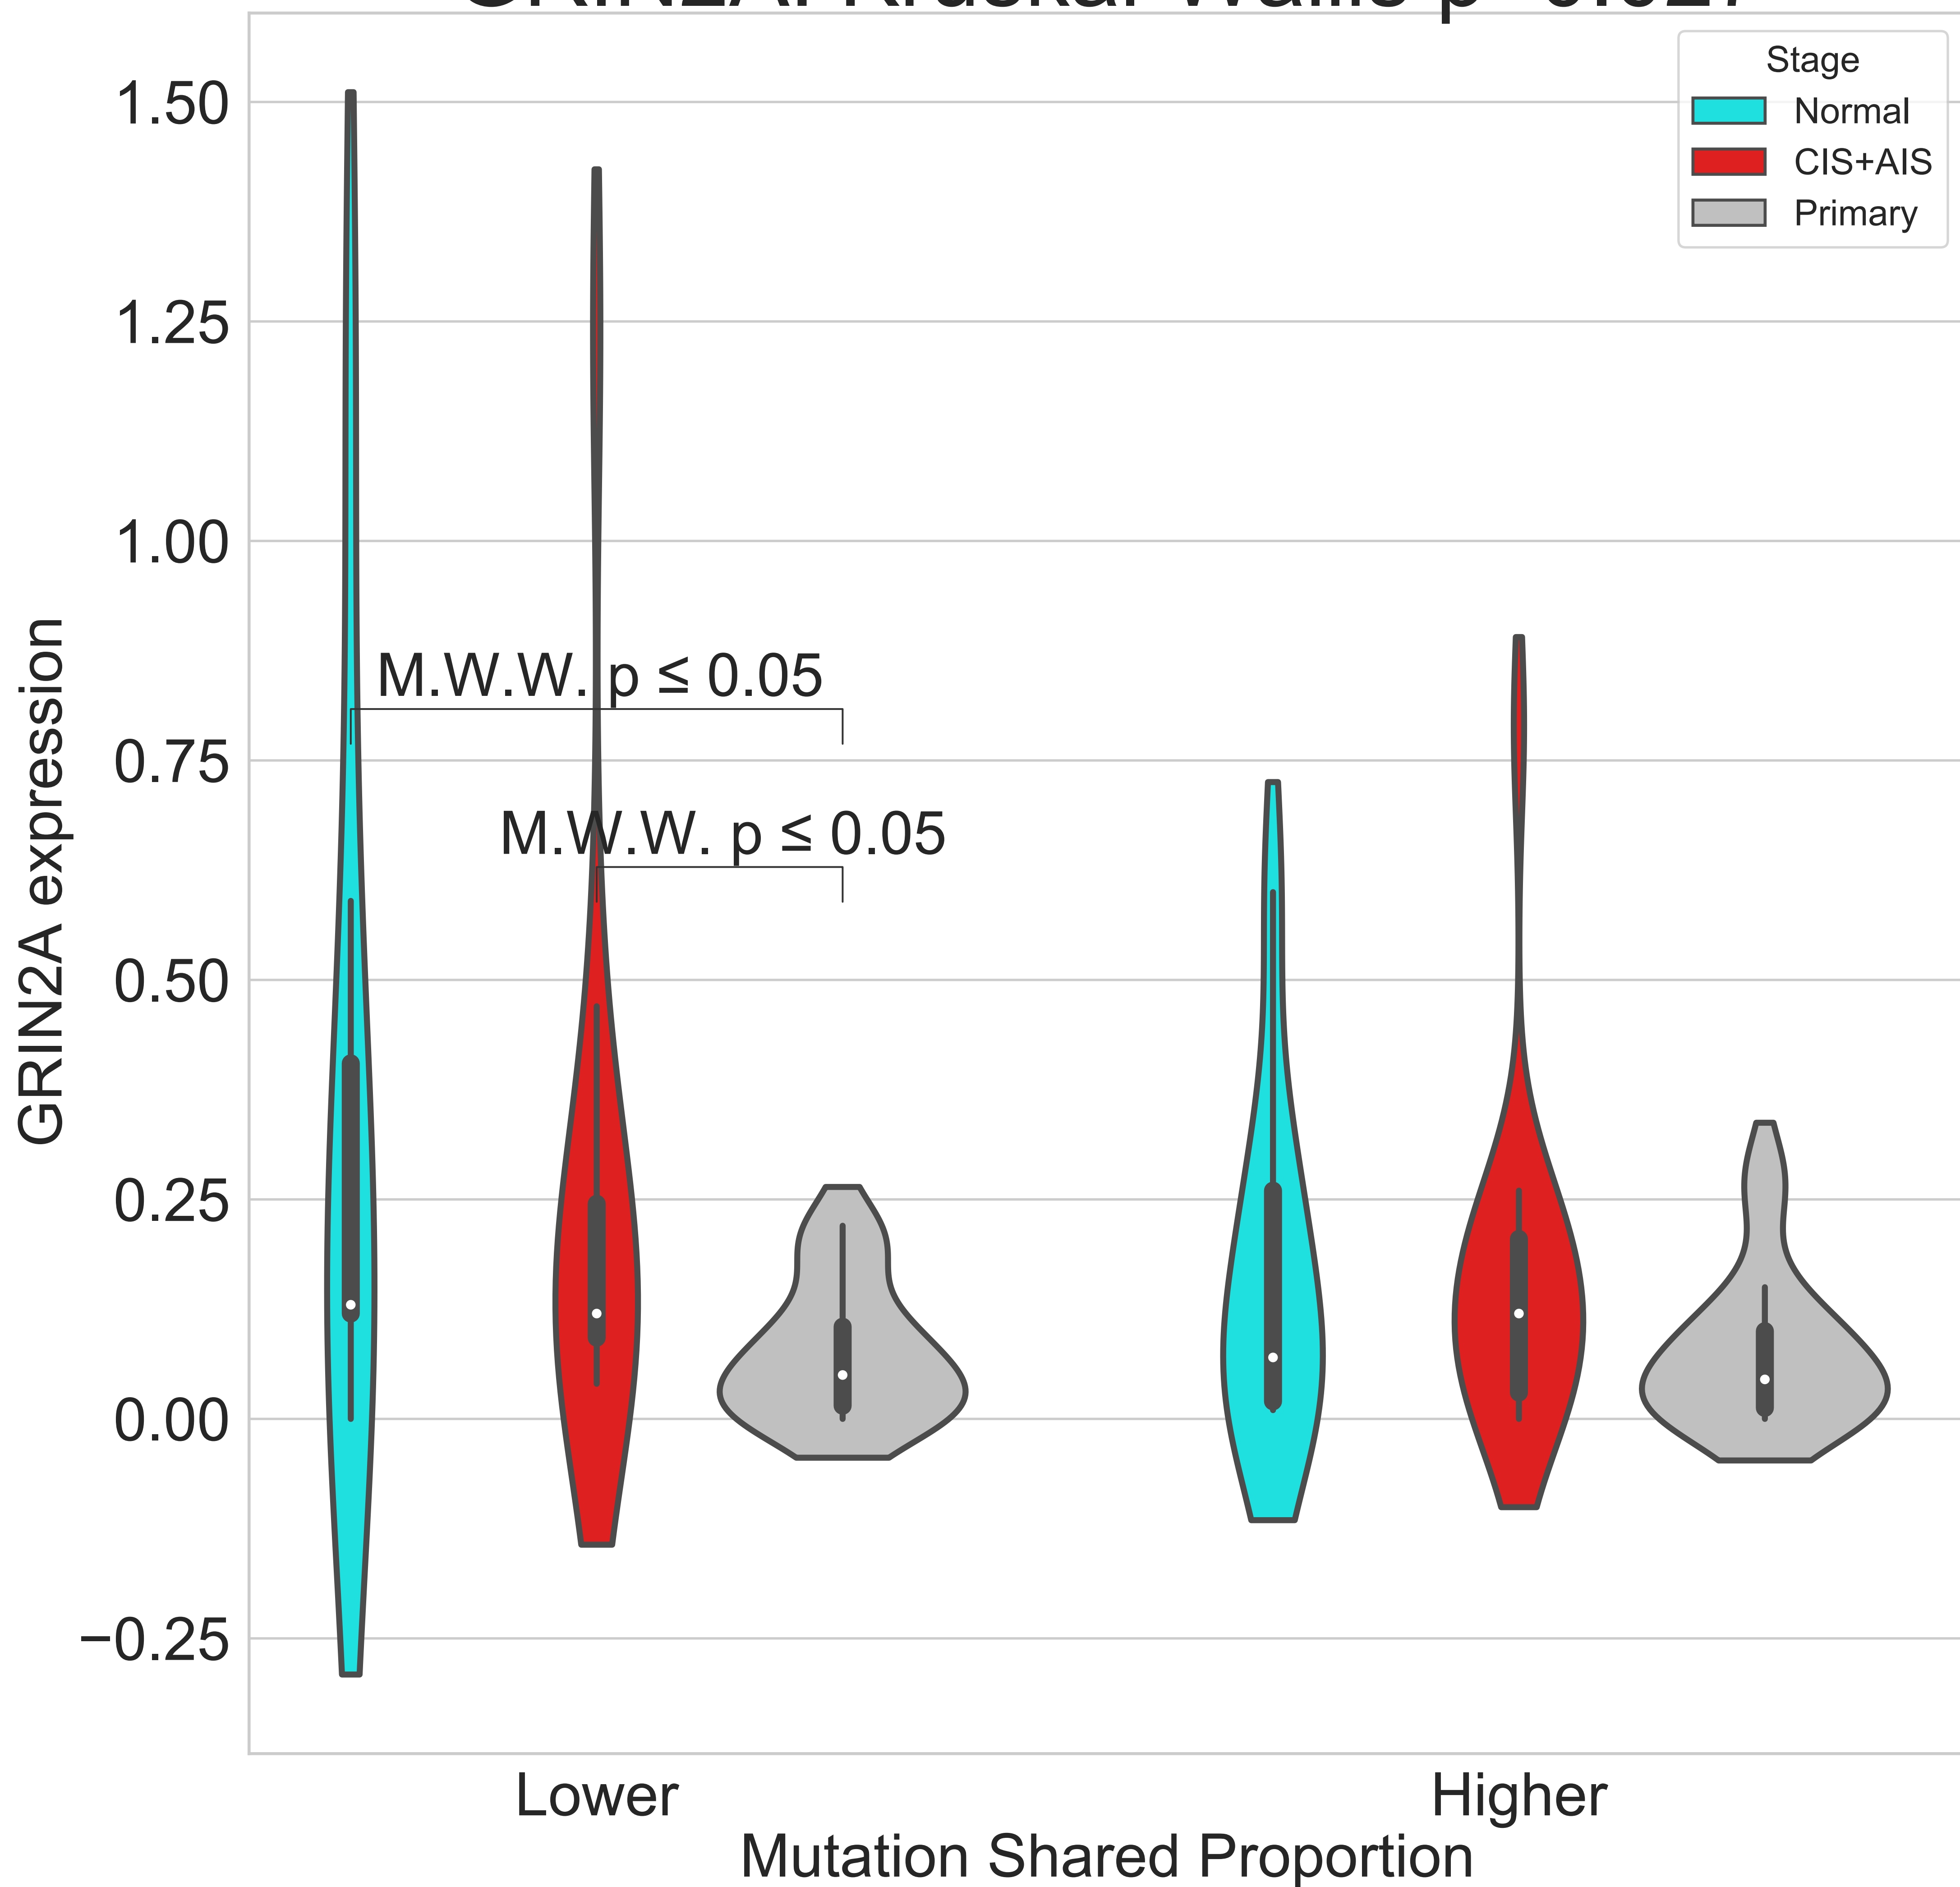 Stage
Normal
CIS+AIS
Primary
1.50
1.25
1.00
0.75
0.50
0.25
0.00
−0.25
GRIN2A expression
M.W.W. p ≤ 0.05
M.W.W. p ≤ 0.05
Lower
Higher
Mutation Shared Proportion